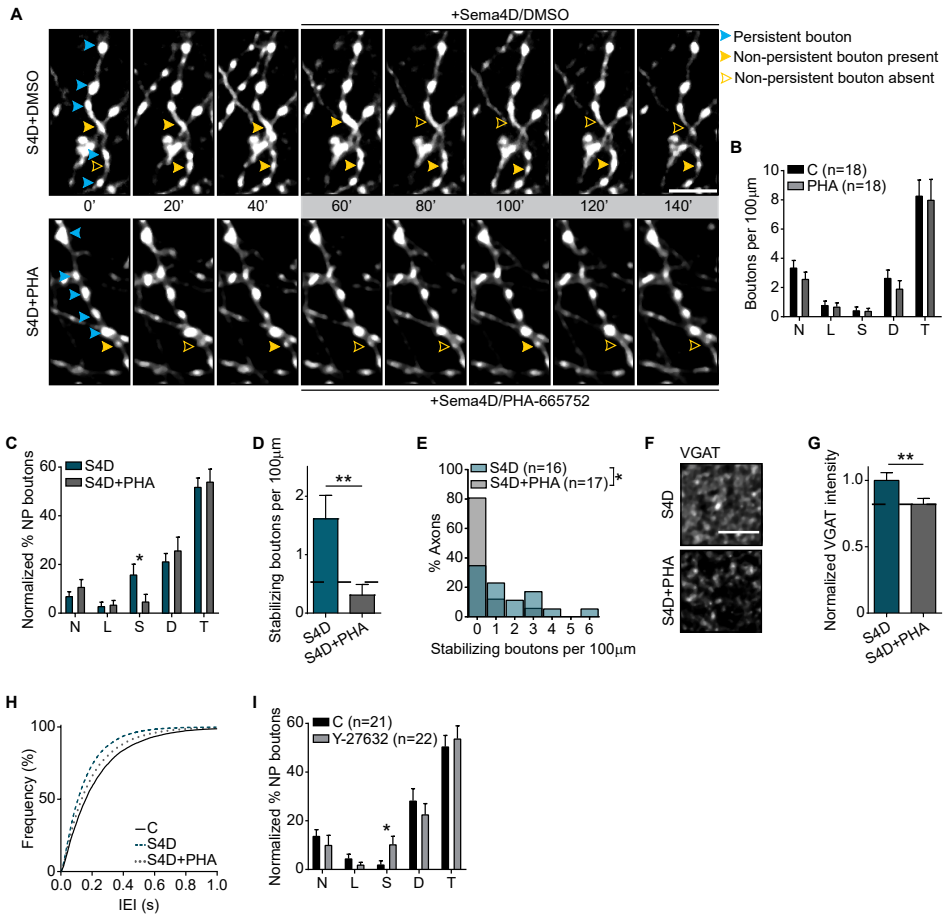 A
+Sema4D/DMSO
Persistent bouton
Non-persistent bouton present
Non-persistent bouton absent
S4D+DMSO
0' 20' 40' 60' 80' 100' 120' 140'
S4D+PHA
+Sema4D/PHA-665752
B
C (n=18)
PHA (n=18)
Boutons per 100μm
8
6
4
2
0
N L S D T
C
S4D
S4D+PHA
Normalized % NP boutons
60
40
20
0
N L S D T
*
D
**
Stabilizing boutons per 100μm
2
1
0
S4D
S4D+PHA
E
S4D (n=16)
S4D+PHA (n=17)
*
% Axons
100
80
60
40
20
0
0 1 2 3 4 5 6
Stabilizing boutons per 100μm
F
VGAT
S4D
S4D+PHA
G
**
Normalized VGAT intensity
1.0
0.5
0
S4D
S4D+PHA
H
Frequency (%)
100
50
0
0.0 0.2 0.4 0.6 0.8 1.0
IEI (s)
C
S4D
S4D+PHA
I
C (n=21)
Y-27632 (n=22)
Normalized % NP boutons
60
40
20
0
*
N L S D T